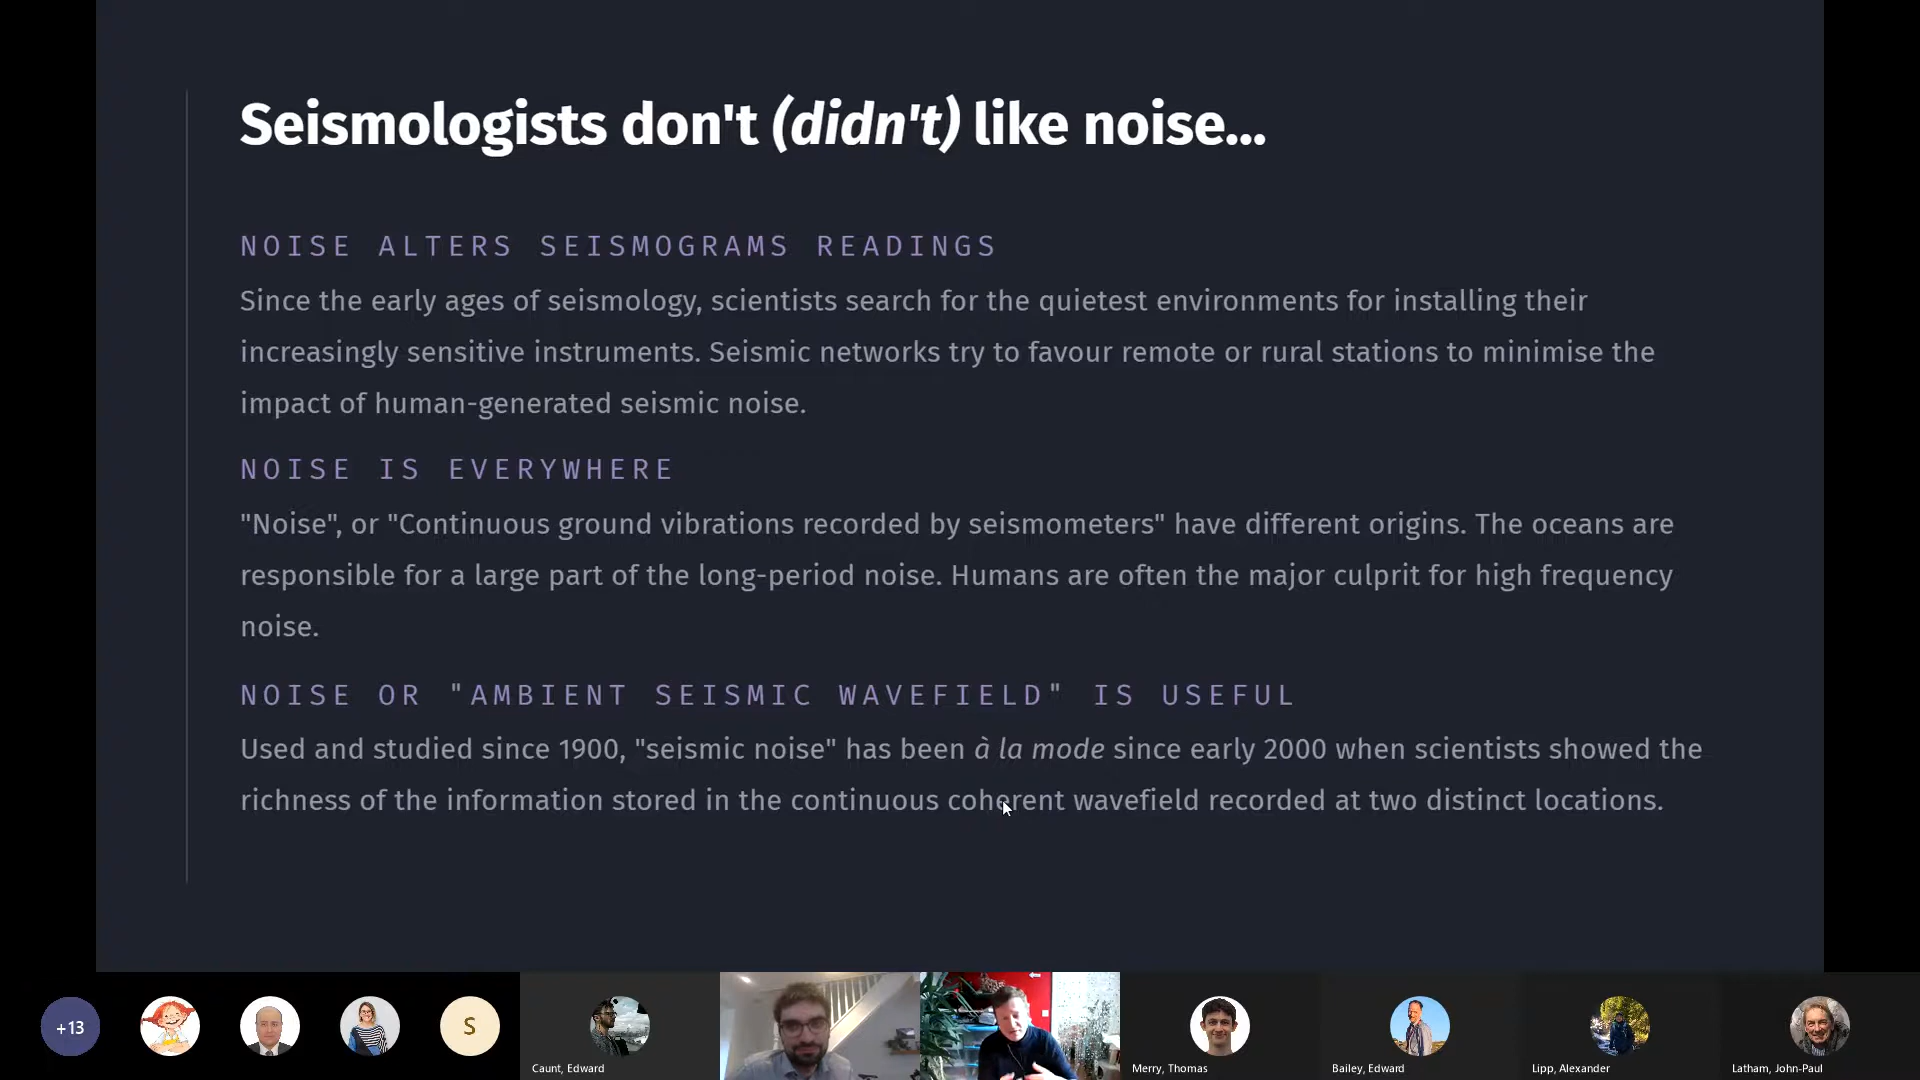 Seismologists don't (didn't) like noise...
NOISE ALTERS SEISMOGRAMS READINGS
Since the early ages of seismology, scientists search for the quietest environments for installing their
increasingly sensitive instruments. Seismic networks try to favour remote or rural stations to minimise the
impact of human-generated seismic noise.
NOISE IS EVERYWHERE
"Noise", or "Continuous ground vibrations recorded by seismometers" have different origins. The oceans are
responsible for a large part of the long-period noise. Humans are often the major culprit for high frequency
noise.
NOISE OR "AMBIENT SEISMIC WAVEFIELD" IS USEFUL
Used and studied since 1900, "seismic noise" has been à la mode since early 2000 when scientists showed the
richness of the information stored in the continuous coherent wavefield recorded at two distinct locations.
+13
S
Caunt, Edward
Merry, Thomas
Bailey, Edward
Lipp, Alexander
Latham, John-Paul